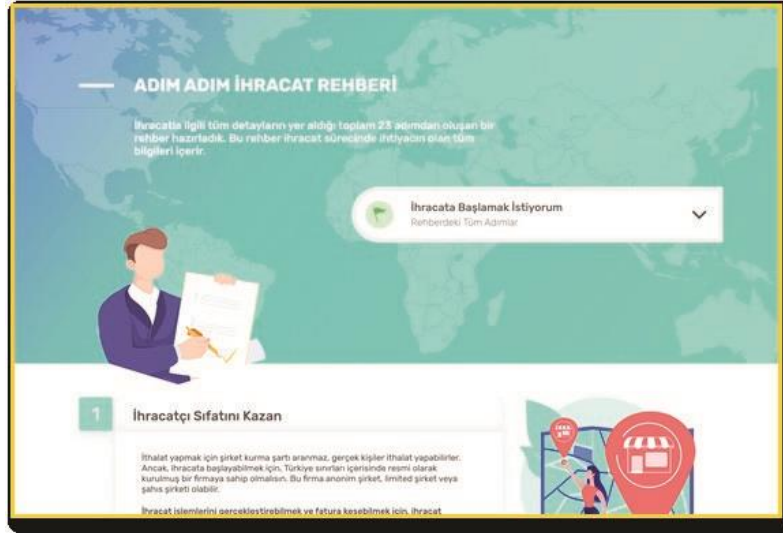 ADIM ADIM İHRACAT REHBERİ
İhracatla ilgili tüm detayların yer aldığı toplam 23 adımdan oluşan bir
rehber hazırladık. Bu rehber ihracat sürecinde ihtiyacın olan tüm
bilgileri içerir.
İhracata Başlamak İstiyorum
Rehberdeki Tüm Adımlar
1
İhracatçı Sıfatını Kazan
İthalat yapmak için şirket kurma şartı aranmaz, gerçek kişiler ithalat yapabilirler.
Ancak, ihracata başlayabilmek için, Türkiye sınırları içerisinde resmi olarak
kurulmuş bir firmaya sahip olmalısın. Bu firma anonim şirket, limited şirket veya
şahıs şirketi olabilir.
İhracat işlemlerini gerçekleştirebilmek ve fatura kesebilmek için, ihracat